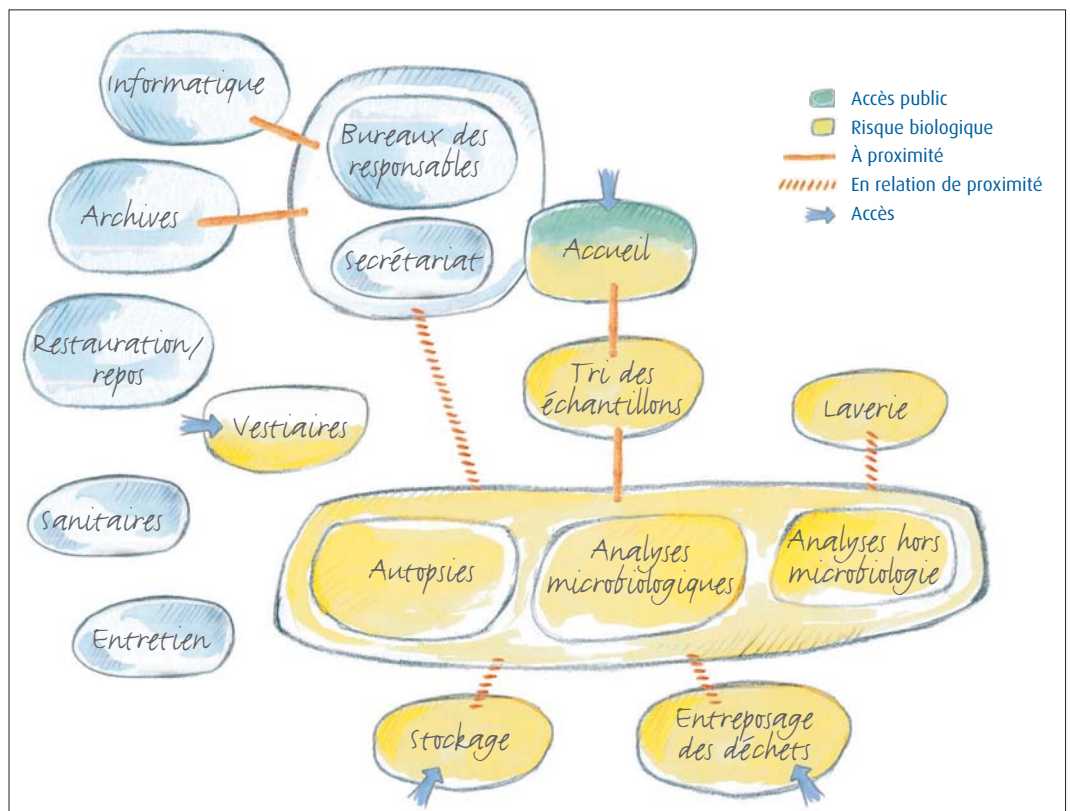 Informatique
Bureaux des
responsables
Archives
Secrétariat
Accueil
Accès public
Risque biologique
À proximité
En relation de proximité
Accès
Restauration/
repos
Tri des
échantillons
Laverie
Vestiaires
Sanitaires
Autopsies
Analyses
microbiologiques
Analyses hors
microbiologie
Entretien
Stockage
Entreposage
des déchets